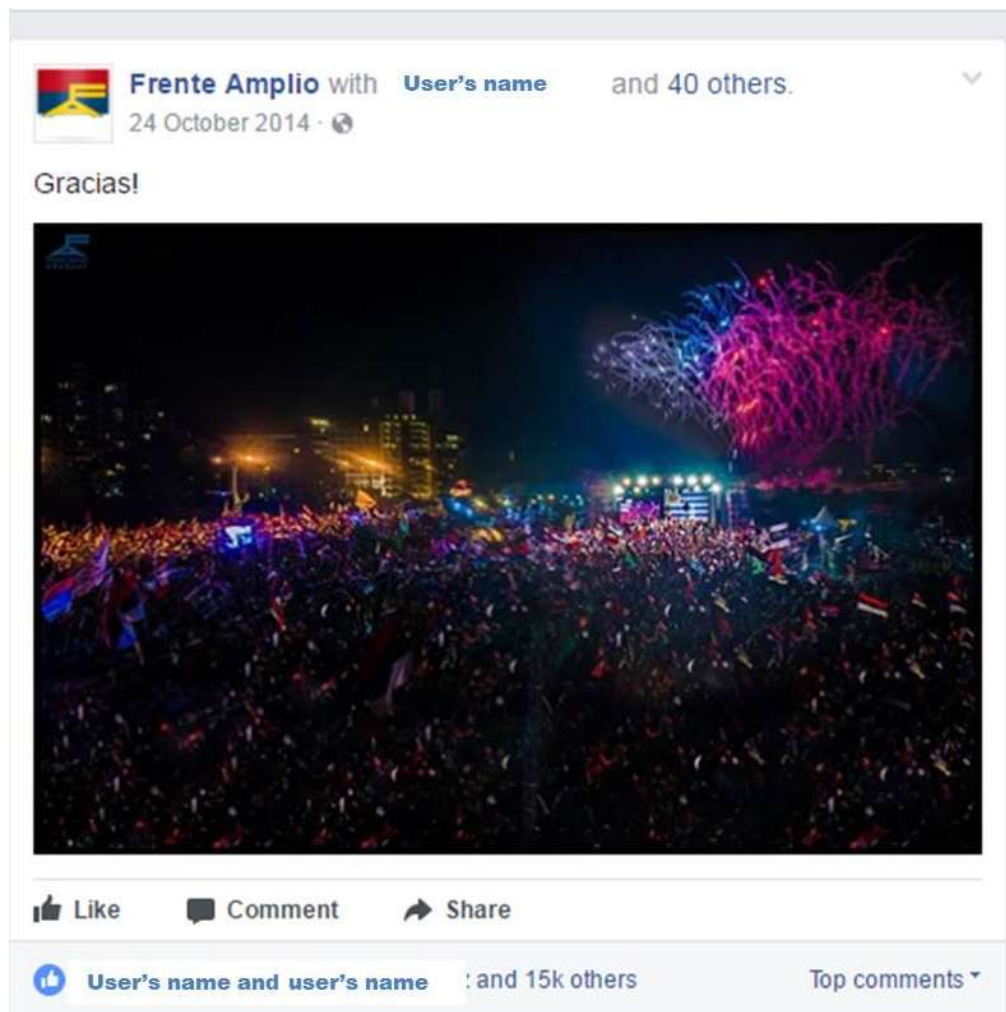 Frente Amplio with User's name and 40 others.
24 October 2014 ·
Gracias!
Like Comment Share
User's name and user's name and 15k others Top comments